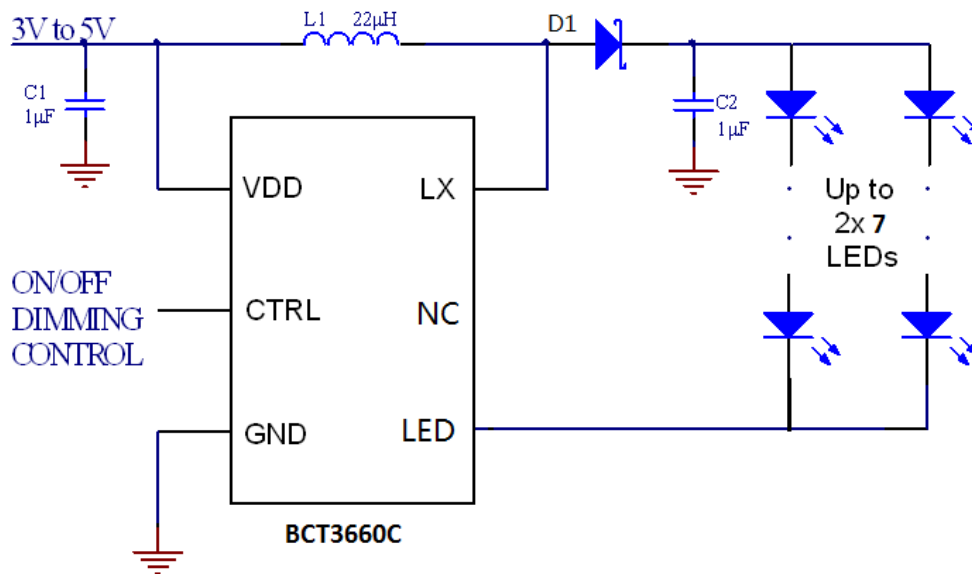 3V to 5V
L1 22µH
D1
C1
1µF
C2
1µF
VDD
LX
Up to
2x 7
LEDs
ON/OFF
DIMMING
CONTROL
CTRL
NC
GND
LED
BCT3660C